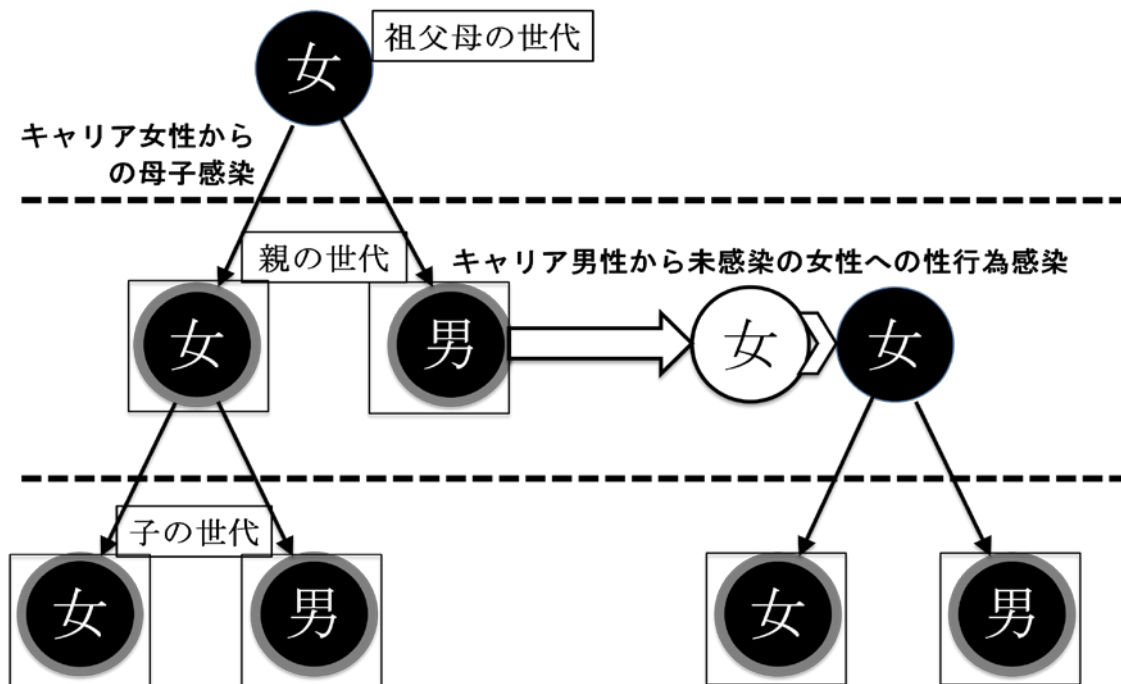 女
祖父母の世代
キャリア女性から
の母子感染
親の世代
キャリア男性から未感染の女性への性行為感染
女
男
女
女
子の世代
女
男
女
男